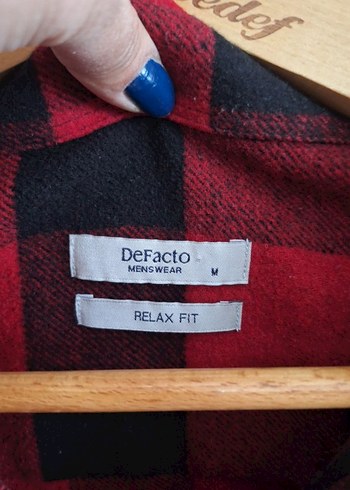 DeFacto
MENSWEAR M
RELAX FIT